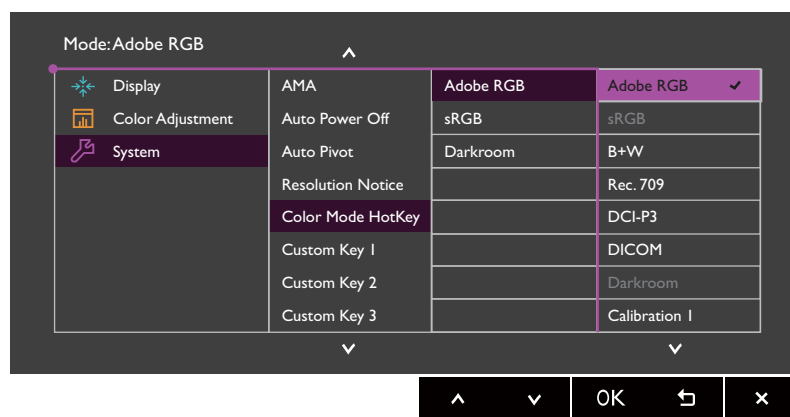 Mode: Adobe RGB
Display
Color Adjustment
System
AMA
Auto Power Off
Auto Pivot
Resolution Notice
Color Mode HotKey
Custom Key 1
Custom Key 2
Custom Key 3
Adobe RGB
sRGB
Darkroom
Adobe RGB
sRGB
B+W
Rec. 709
DCI-P3
DICOM
Darkroom
Calibration 1
OK